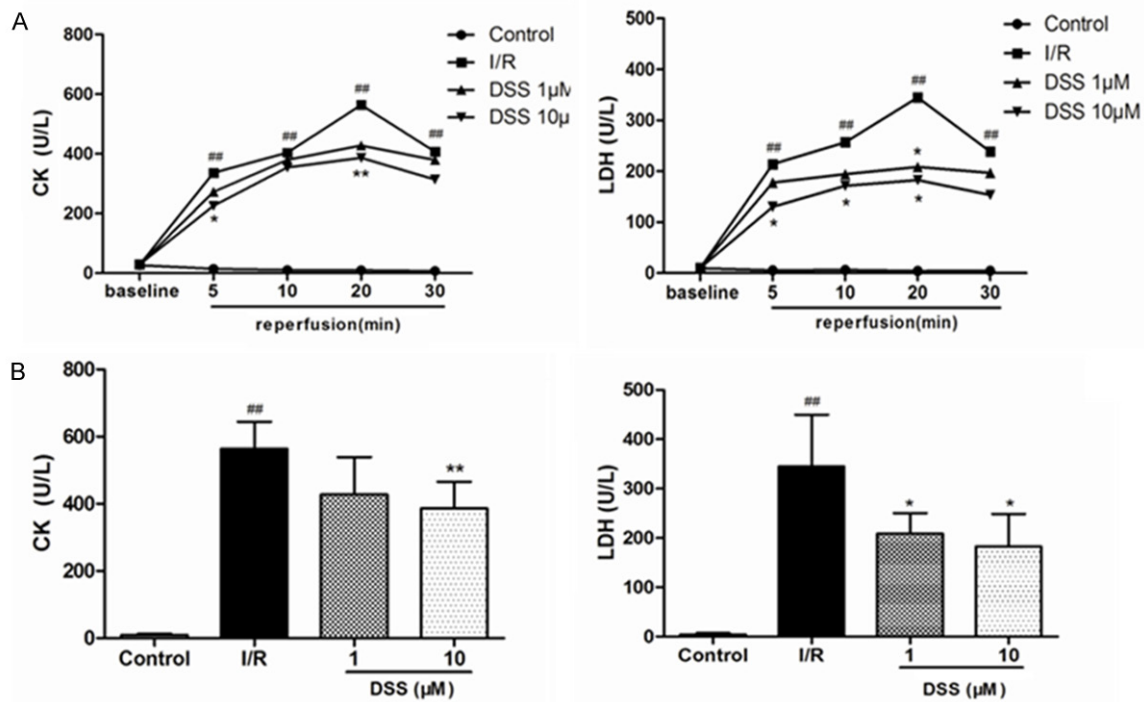 A
CK (U/L)
800
600
400
200
0
##
##
##
##
*
**
baseline
5
10
20
30
reperfusion(min)
Control
I/R
DSS 1μM
DSS 10μ
LDH (U/L)
500
400
300
200
100
0
##
##
##
##
*
*
*
*
baseline
5
10
20
30
reperfusion(min)
Control
I/R
DSS 1μM
DSS 10μM
B
CK (U/L)
800
600
400
200
0
##
**
Control
I/R
1
10
DSS (μM)
LDH (U/L)
500
400
300
200
100
0
##
*
*
Control
I/R
1
10
DSS (μM)